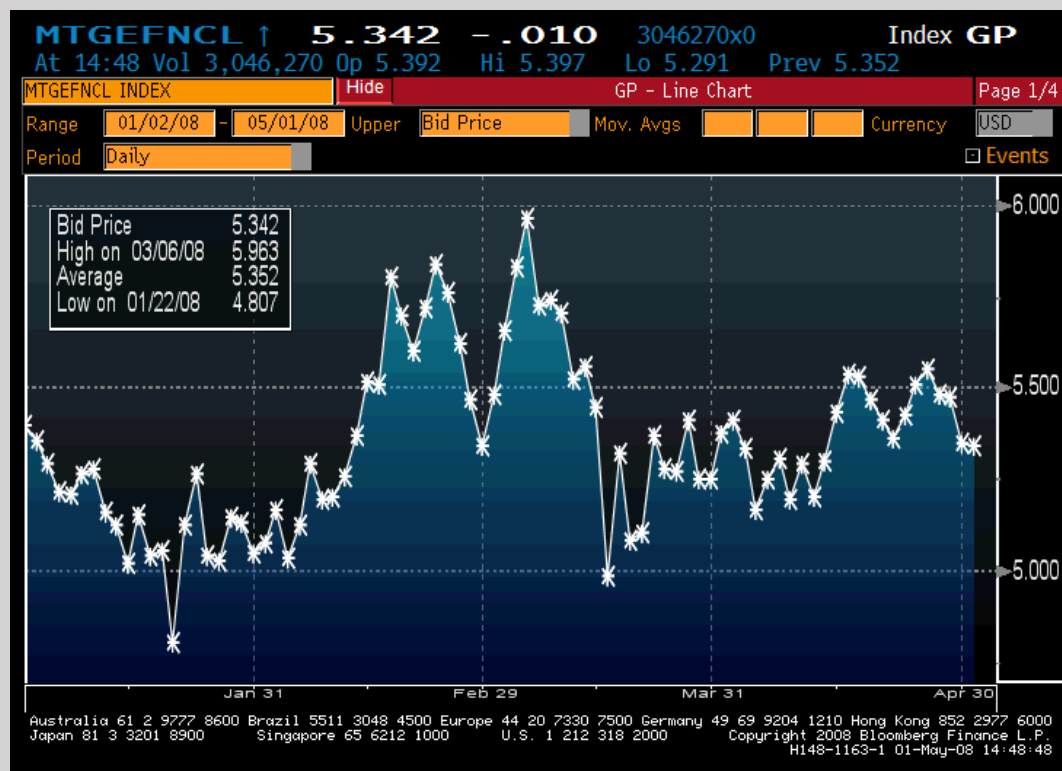 MTGEFNCL ↑ 5.342 -.010 3046270x0 Index GP
At 14:48 Vol 3,046,270 Op 5.392 Hi 5.397 Lo 5.291 Prev 5.352
MTGEFNCL INDEX Hide GP - Line Chart Page 1/4
Range 01/02/08 - 05/01/08 Upper Bid Price Mov. Avgs Currency USD
Period Daily Events
Bid Price 5.342
High on 03/06/08 5.963
Average 5.352
Low on 01/22/08 4.807
6.000
5.500
5.000
Jan 31 Feb 29 Mar 31 Apr 30
Australia 61 2 9777 8600 Brazil 5511 3048 4500 Europe 44 20 7330 7500 Germany 49 69 9204 1210 Hong Kong 852 2977 6000
Japan 81 3 3201 8900 Singapore 65 6212 1000 U.S. 1 212 318 2000 Copyright 2008 Bloomberg Finance L.P.
H148-1163-1 01-May-08 14:48:48